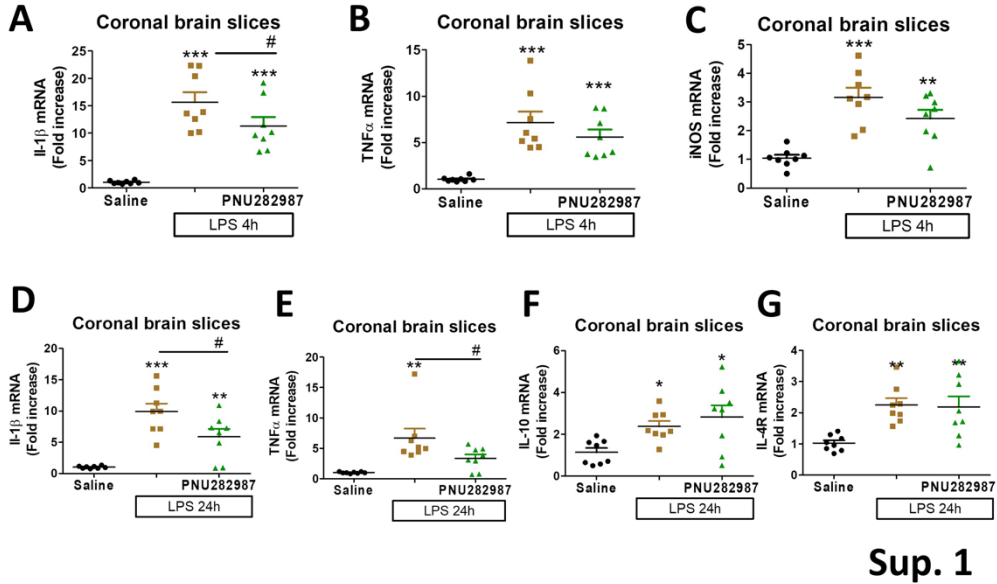 A
Coronal brain slices
Il-1β mRNA
(Fold increase)
25
20
15
10
5
0
***
#
***
Saline
PNU282987
LPS 4h
B
Coronal brain slices
TNFα mRNA
(Fold increase)
15
10
5
0
***
***
Saline
PNU282987
LPS 4h
C
Coronal brain slices
iNOS mRNA
(Fold increase)
5
4
3
2
1
0
***
**
Saline
PNU282987
LPS 4h
D
Coronal brain slices
Il-1β mRNA
(Fold increase)
20
15
10
5
0
***
#
**
Saline
PNU282987
LPS 24h
E
Coronal brain slices
TNFα mRNA
(Fold increase)
20
15
10
5
0
**
#
Saline
PNU282987
LPS 24h
F
Coronal brain slices
IL-10 mRNA
(Fold increase)
6
4
2
0
*
*
Saline
PNU282987
LPS 24h
G
Coronal brain slices
IL-4R mRNA
(Fold increase)
4
3
2
1
0
**
**
Saline
PNU282987
LPS 24h
Sup. 1